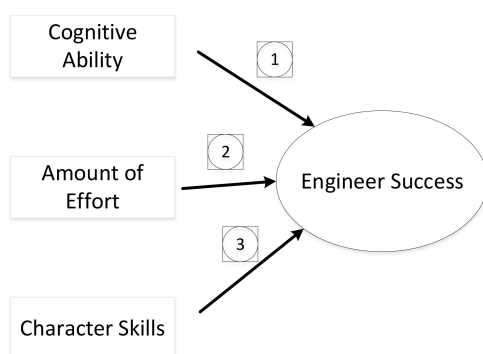 Cognitive
Ability
1
Amount of
Effort
2
Engineer Success
3
Character Skills